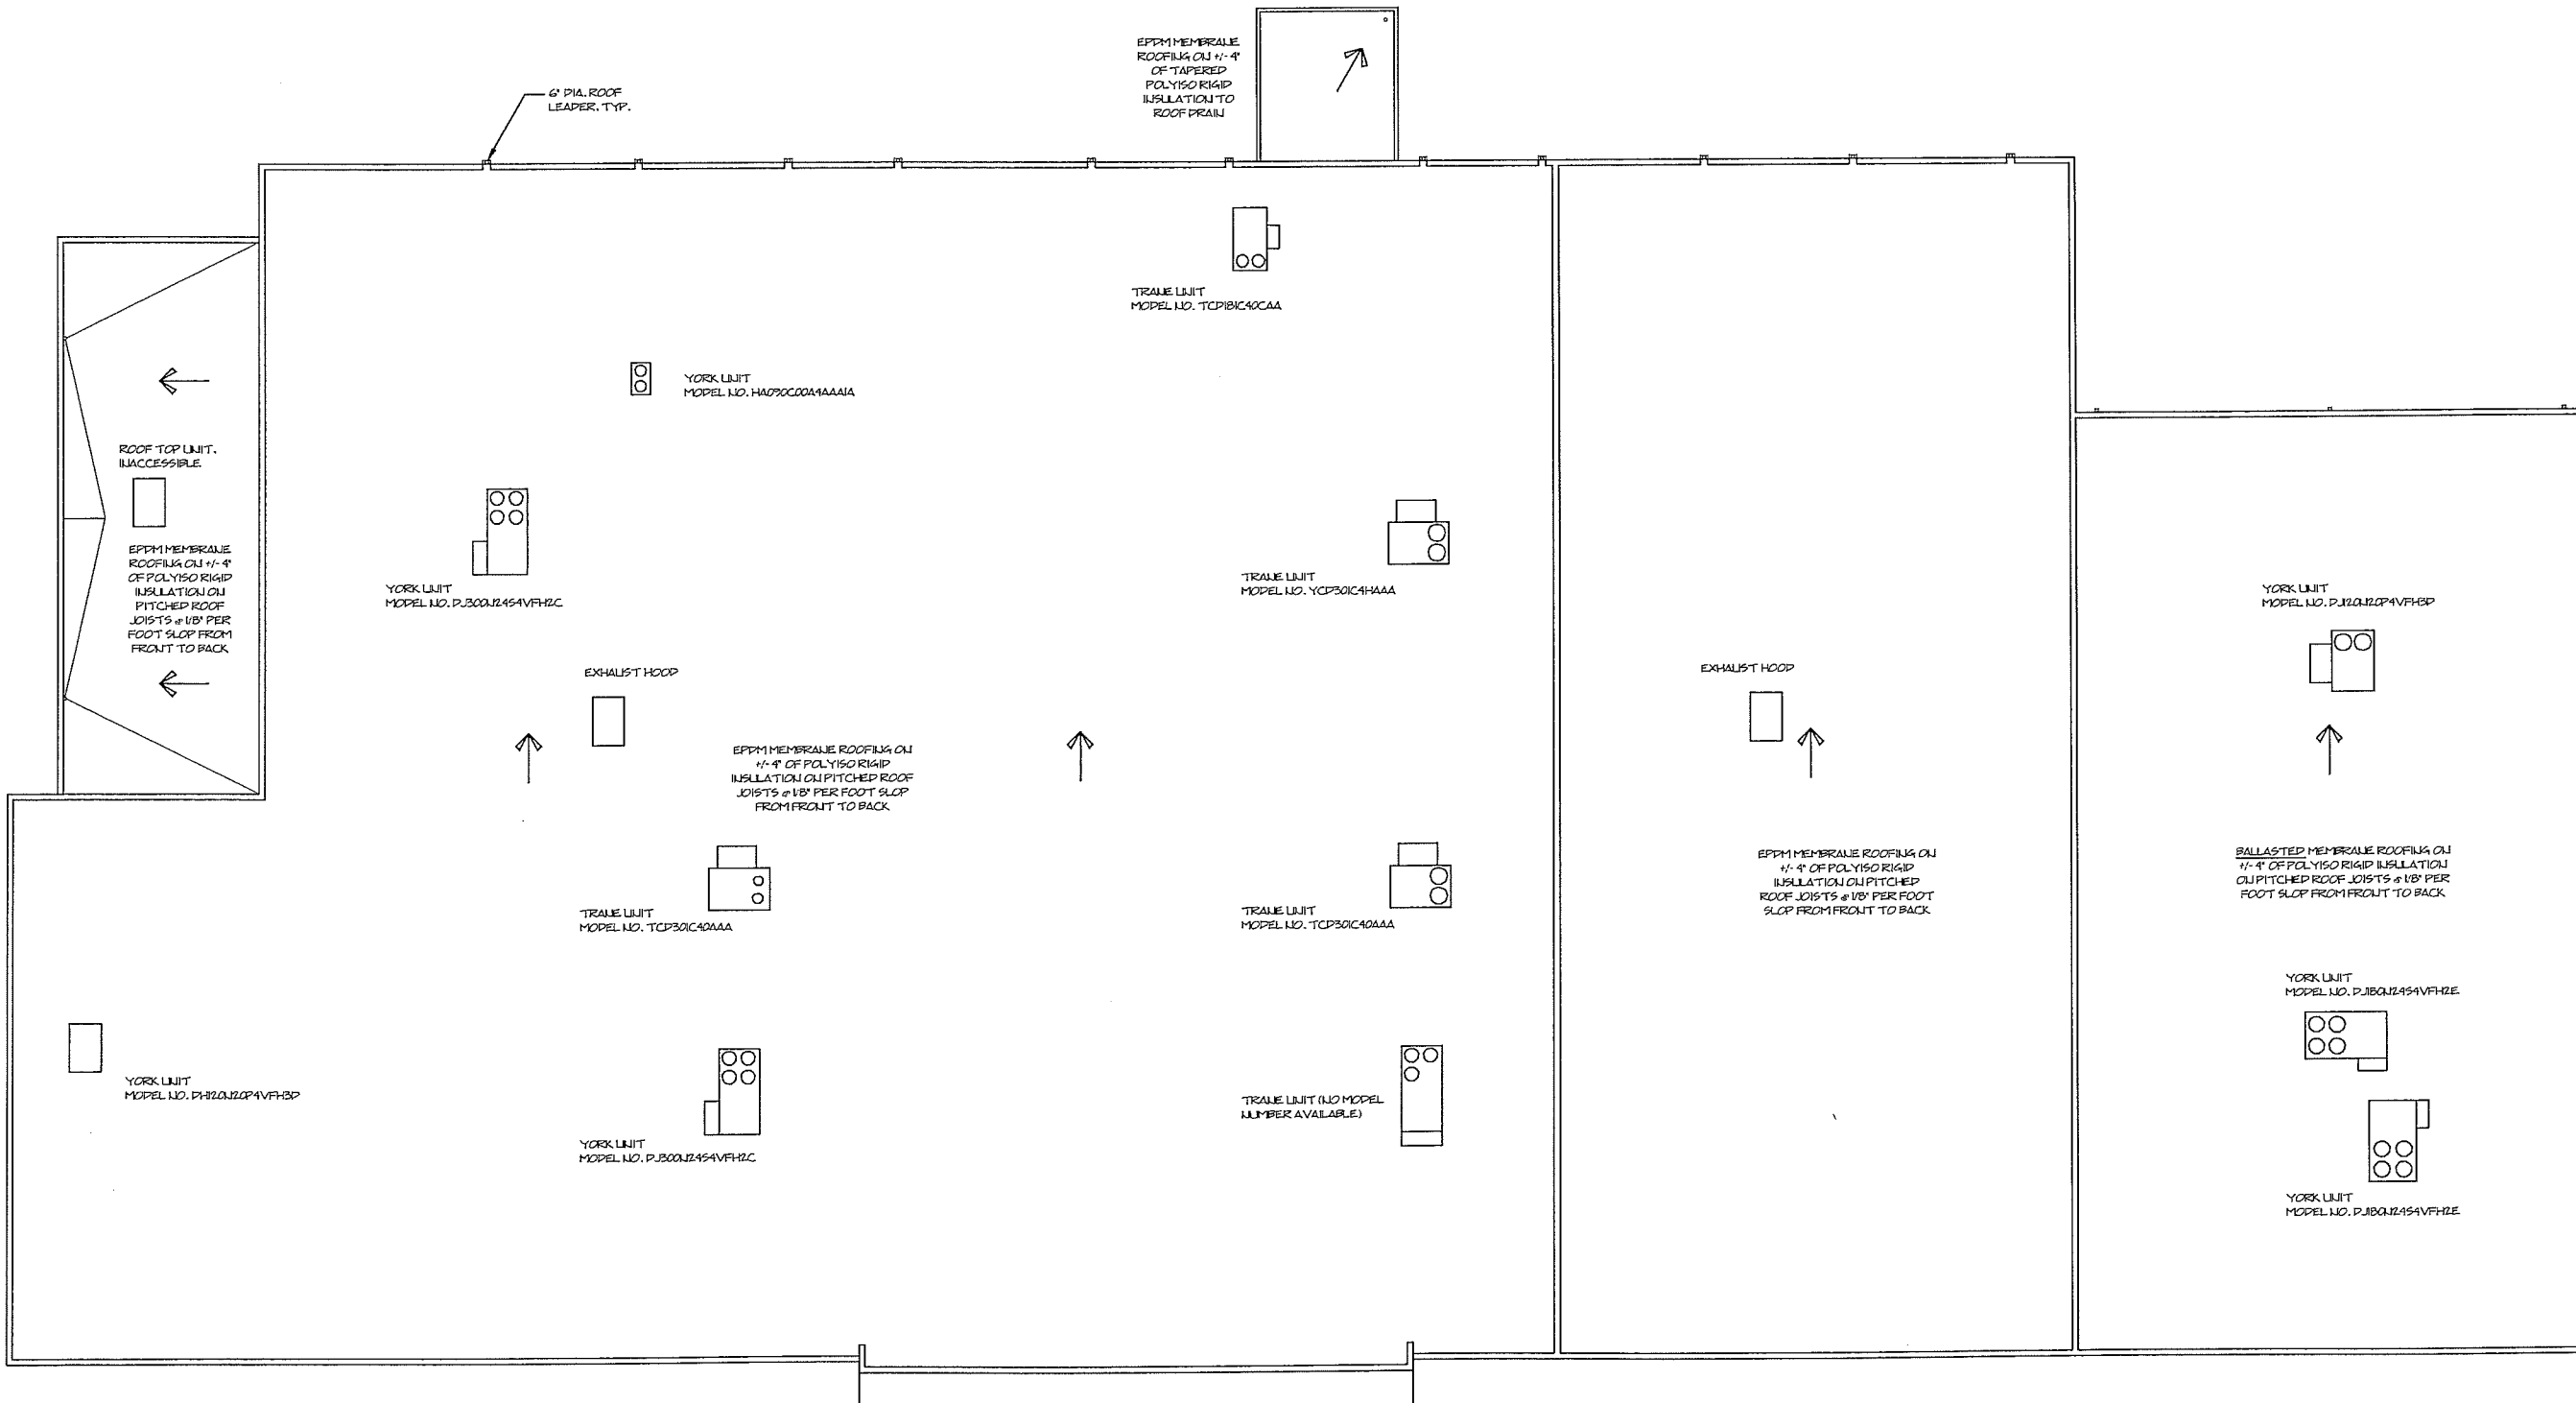 EPDM MEMBRANE
ROOFING ON +/- 4"
OF TAPERED
POLYISO RIGID
INSULATION TO
ROOF DRAIN
6" DIA. ROOF
LEADER, TYP.
TRANE UNIT
MODEL NO. TCD181C40CAA
YORK UNIT
MODEL NO. HA090C00A4AAA1A
ROOF TOP UNIT,
INACCESSIBLE
EPDM MEMBRANE
ROOFING ON +/- 4"
OF POLYISO RIGID
INSULATION ON
PITCHED ROOF
JOISTS @ 1/8" PER
FOOT SLOP FROM
FRONT TO BACK
YORK UNIT
MODEL NO. DJ300N24S4VFH2C
TRANE UNIT
MODEL NO. YCD301C4HAAA
YORK UNIT
MODEL NO. DJ120N20P4VFH3D
EXHAUST HOOD
EXHAUST HOOD
EPDM MEMBRANE ROOFING ON
+/- 4" OF POLYISO RIGID
INSULATION ON PITCHED ROOF
JOISTS @ 1/8" PER FOOT SLOP
FROM FRONT TO BACK
EPDM MEMBRANE ROOFING ON
+/- 4" OF POLYISO RIGID
INSULATION ON PITCHED
ROOF JOISTS @ 1/8" PER FOOT
SLOP FROM FRONT TO BACK
BALLASTED MEMBRANE ROOFING ON
+/- 4" OF POLYISO RIGID INSULATION
ON PITCHED ROOF JOISTS @ 1/8" PER
FOOT SLOP FROM FRONT TO BACK
TRANE UNIT
MODEL NO. TCD301C40AAA
TRANE UNIT
MODEL NO. TCD301C40AAA
YORK UNIT
MODEL NO. DJ180N24S4VFH2E
YORK UNIT
MODEL NO. DH120N20P4VFH3D
TRANE UNIT (NO MODEL
NUMBER AVAILABLE)
YORK UNIT
MODEL NO. DJ300N24S4VFH2C
YORK UNIT
MODEL NO. DJ180N24S4VFH2E